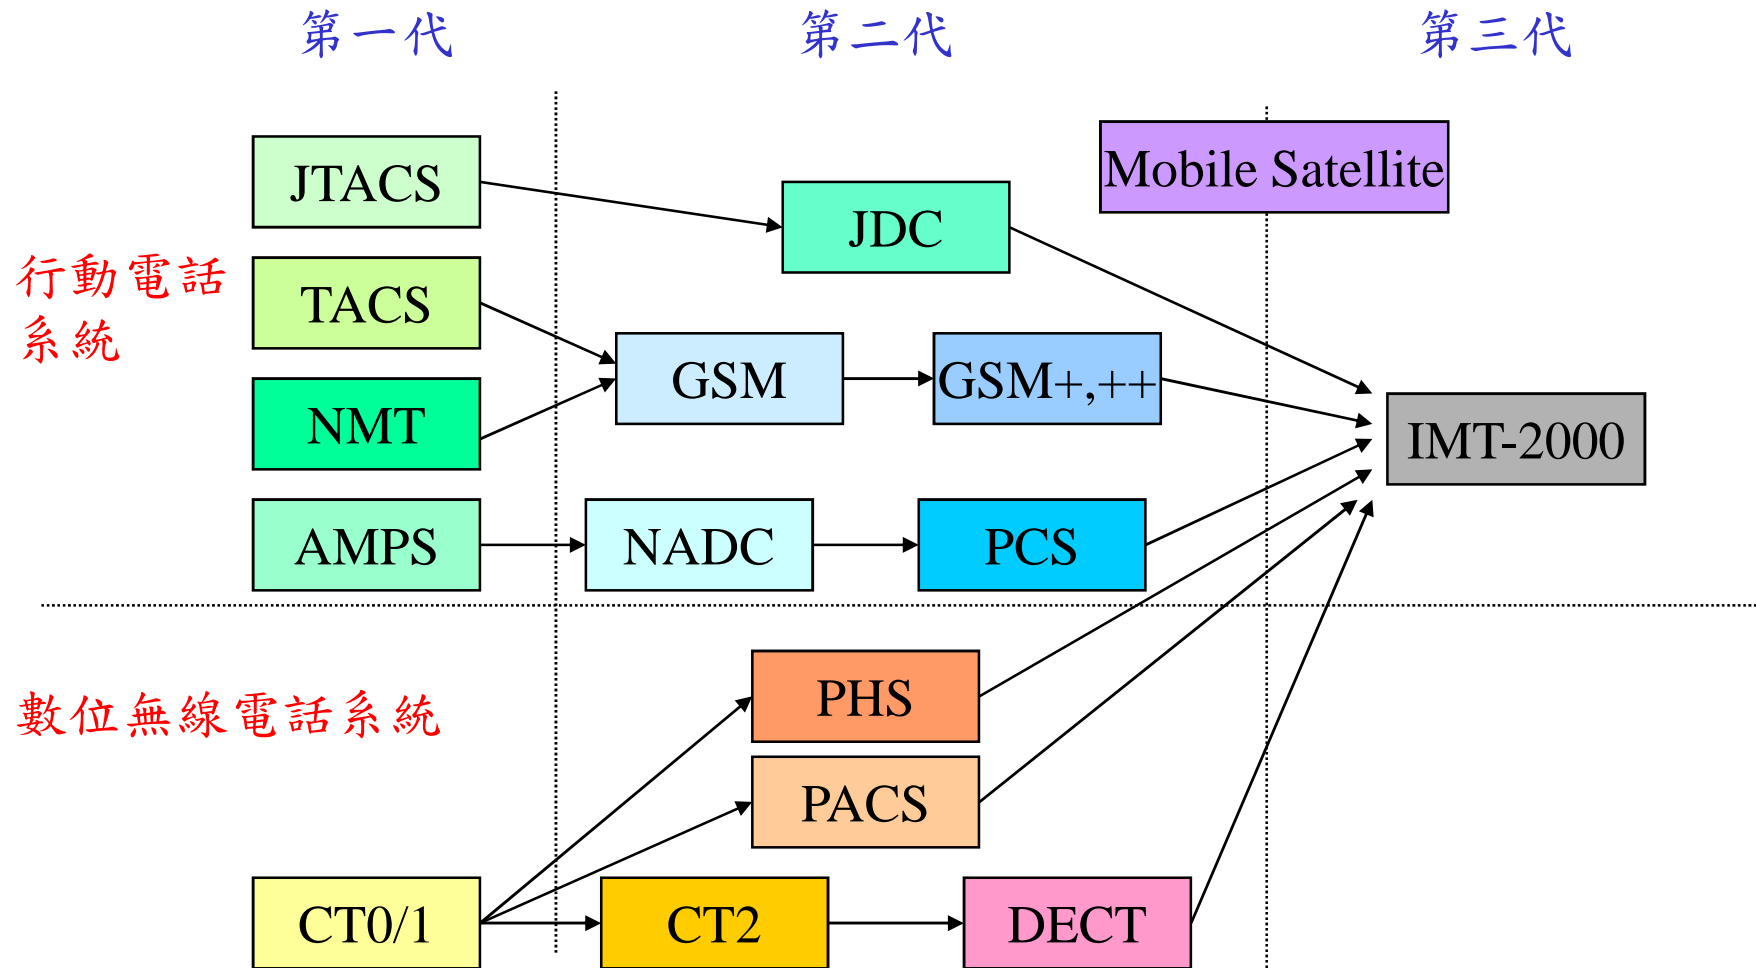 第一代
第二代
第三代
JTACS
Mobile Satellite
JDC
行動電話
系統
TACS
GSM
GSM+,++
NMT
IMT-2000
AMPS
NADC
PCS
PHS
數位無線電話系統
PACS
CT0/1
CT2
DECT